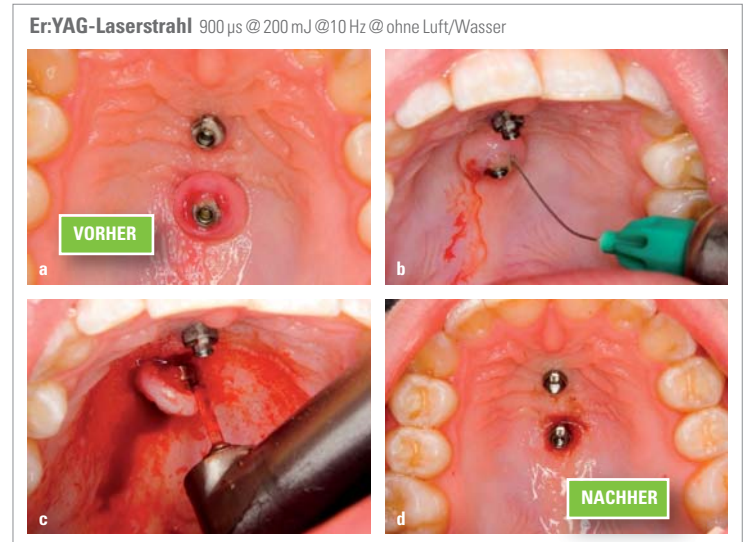 Er:YAG-Laserstrahl 900 µs @ 200 mJ @10 Hz @ ohne Luft/Wasser
VORHER
a
b
c
NACHHER
d